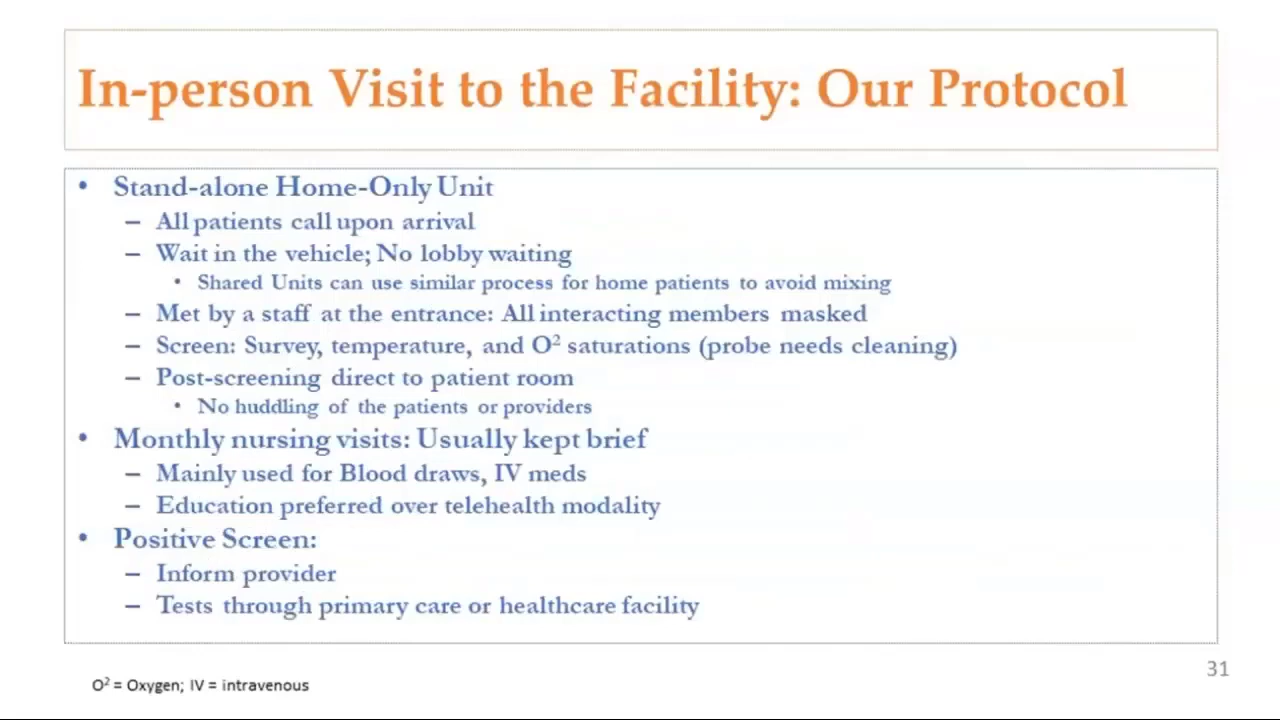 In-person Visit to the Facility: Our Protocol
• Stand-alone Home-Only Unit
– All patients call upon arrival
– Wait in the vehicle; No lobby waiting
• Shared Units can use similar process for home patients to avoid mixing
– Met by a staff at the entrance: All interacting members masked
– Screen: Survey, temperature, and O² saturations (probe needs cleaning)
– Post-screening direct to patient room
• No huddling of the patients or providers
• Monthly nursing visits: Usually kept brief
– Mainly used for Blood draws, IV meds
– Education preferred over telehealth modality
• Positive Screen:
– Inform provider
– Tests through primary care or healthcare facility
31
O² = Oxygen; IV = intravenous